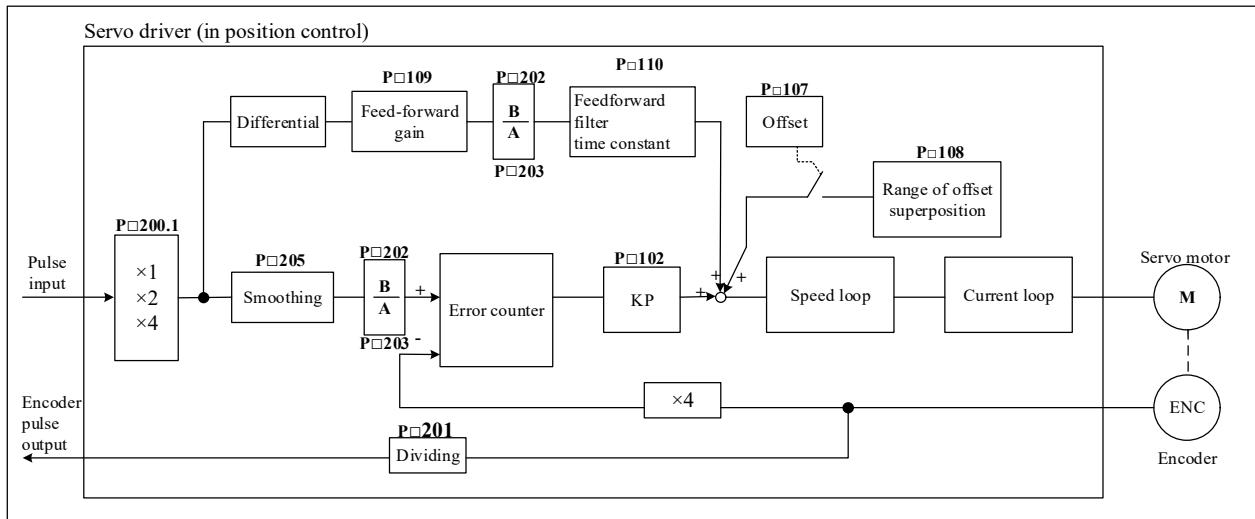 Servo driver (in position control)
P□109
P□202
P□110
P□107
Differential
Feed-forward
gain
B
A
Feedforward
filter
time constant
Offset
P□203
P□108
Range of offset
superposition
P□200.1
Pulse
input
×1
×2
×4
P□205
Smoothing
P□202
B
A
P□203
+
-
Error counter
P□102
KP
+
+
+
Speed loop
Current loop
Servo motor
M
×4
ENC
Encoder
Encoder
pulse
output
P□201
Dividing